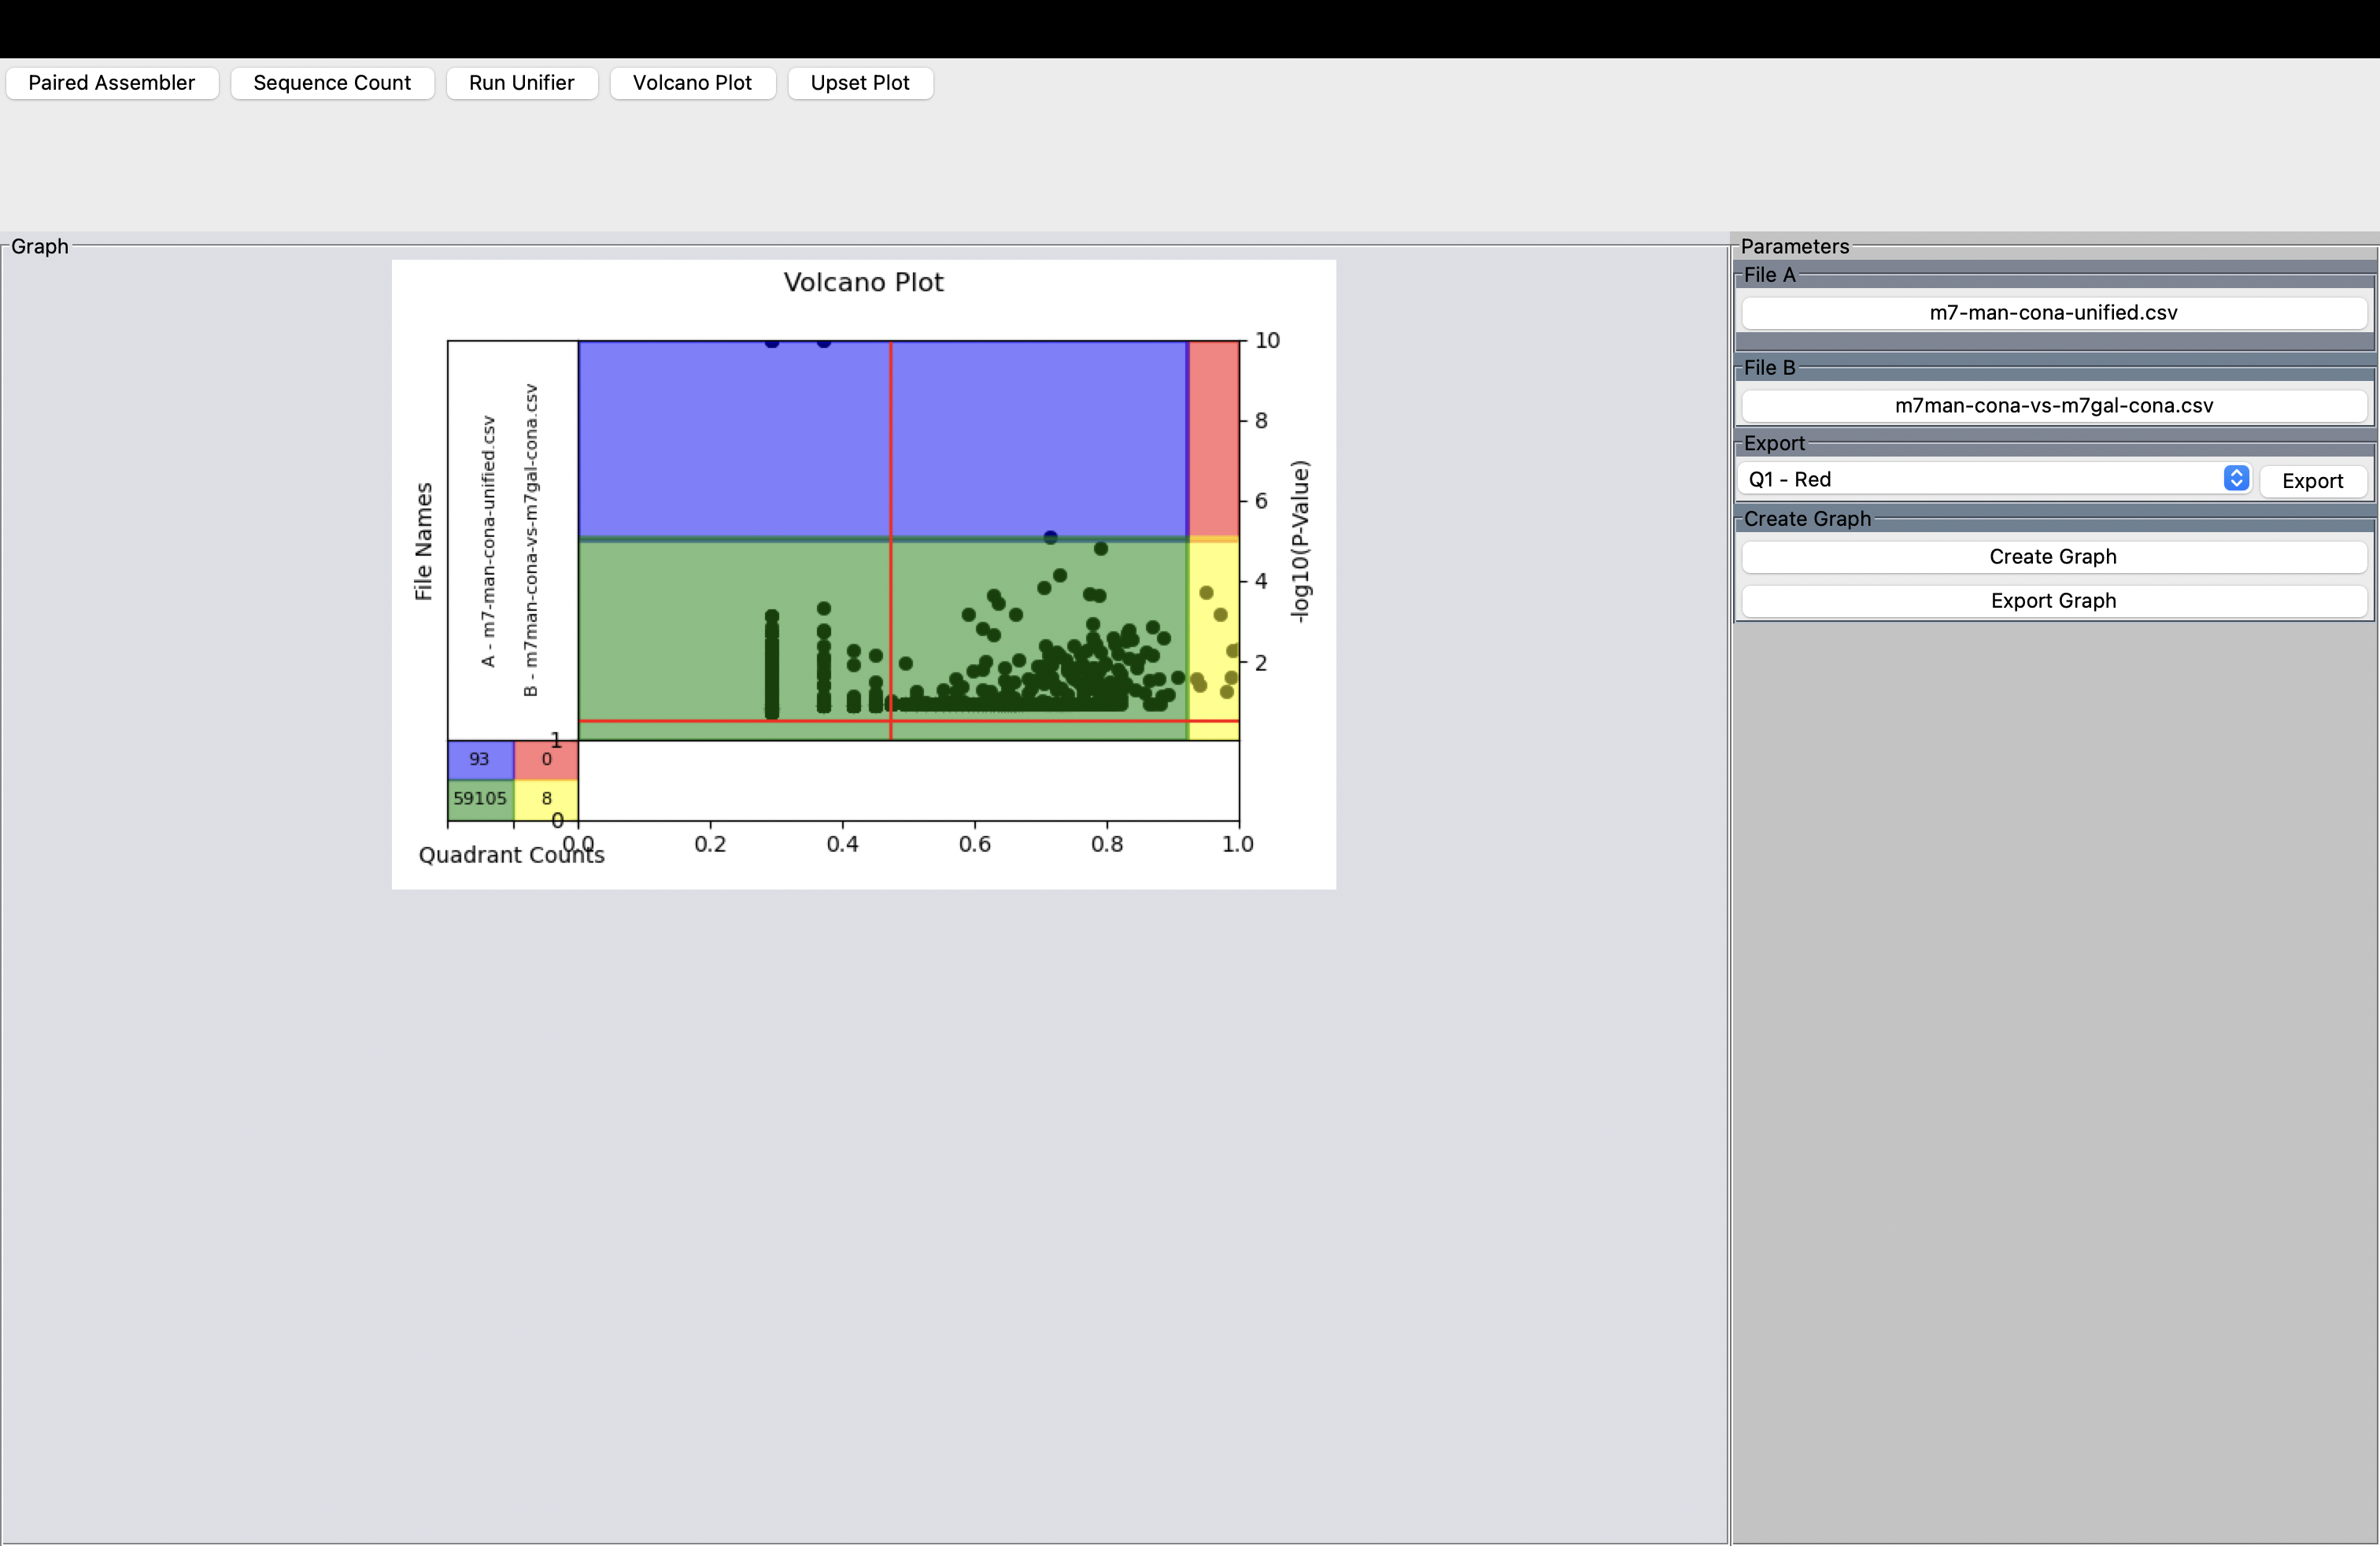 Paired Assembler
Sequence Count
Run Unifier
Volcano Plot
Upset Plot
Graph
Volcano Plot
File Names
A - m7-man-cona-unified.csv
B - m7man-cona-vs-m7gal-cona.csv
10
8
6
4
2
-log10(P-Value)
1
93
0
59105
8
0
0.0
0.2
0.4
0.6
0.8
1.0
Quadrant Counts
Parameters
File A
m7-man-cona-unified.csv
File B
m7man-cona-vs-m7gal-cona.csv
Export
Q1 - Red
Export
Create Graph
Create Graph
Export Graph